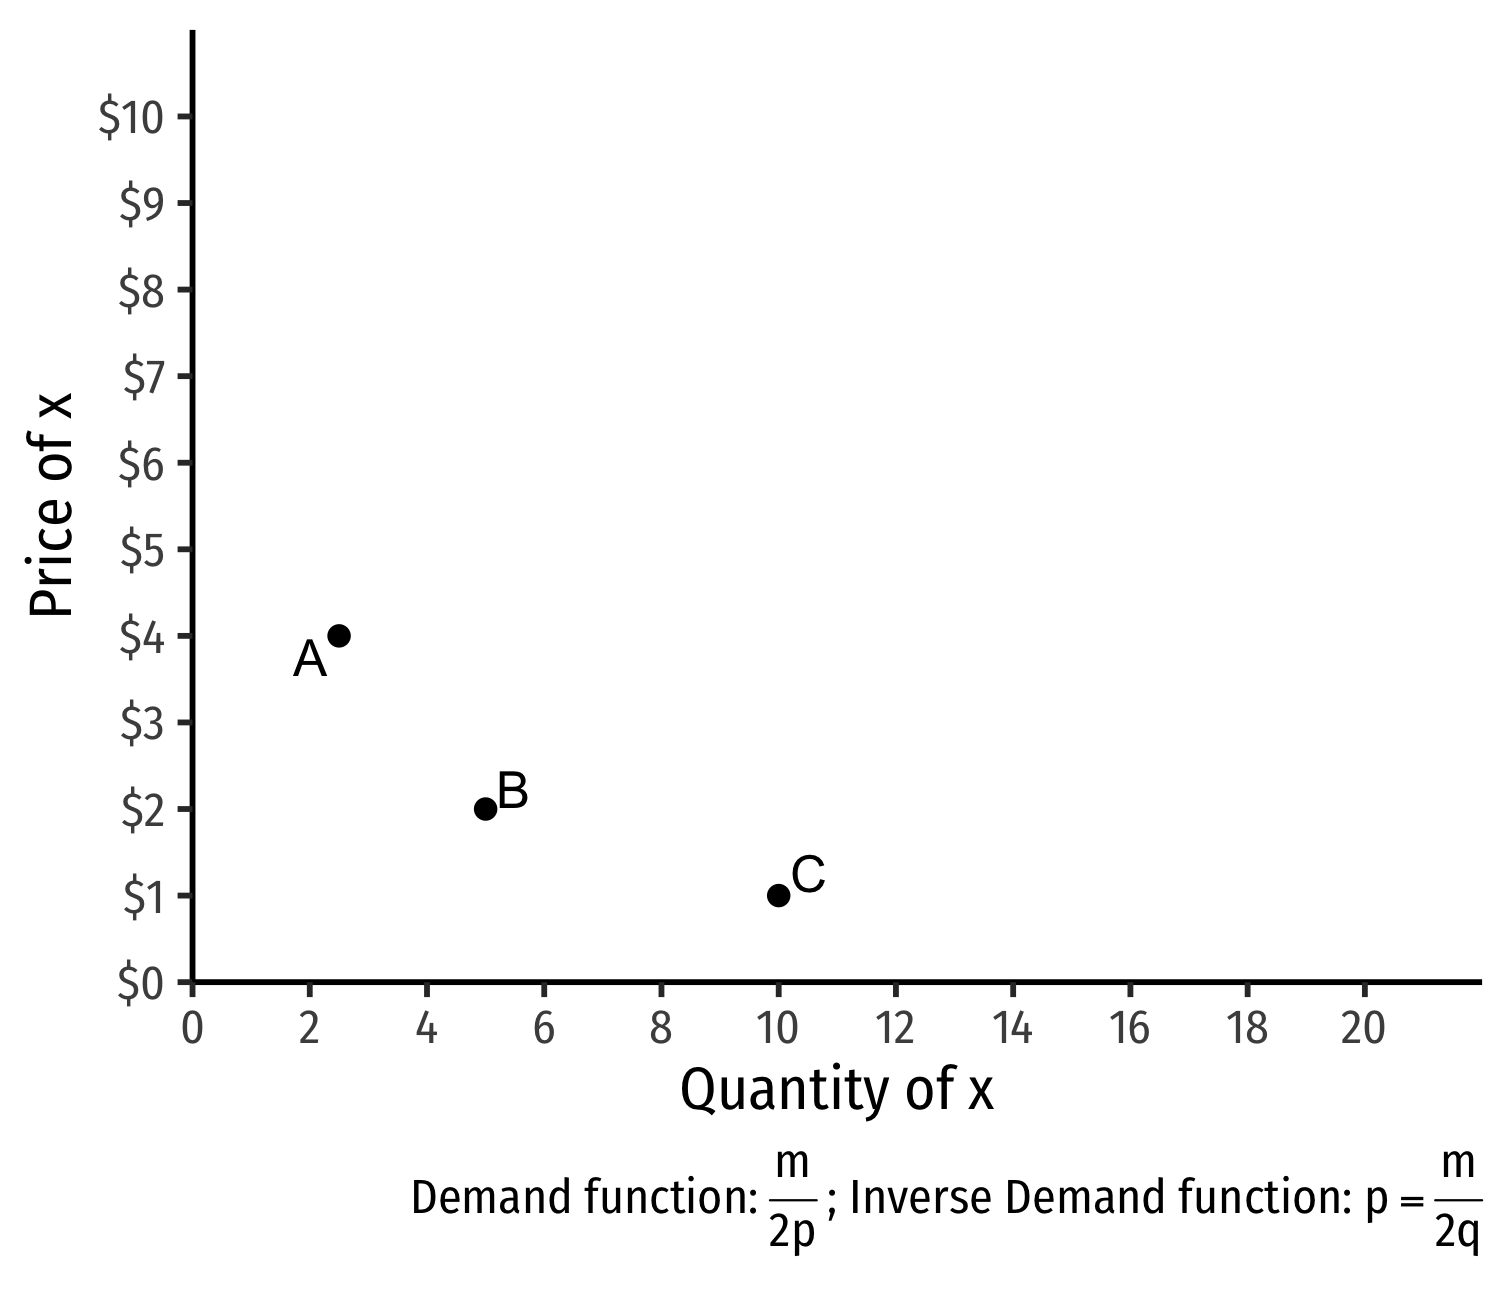 $10
$9
$8
$7
$6
$5
$4
$3
$2
$1
$0
Price of x
A
B
C
0 2 4 6 8 10 12 14 16 18 20
Quantity of x
Demand function: m/2p ; Inverse Demand function: p = m/2q